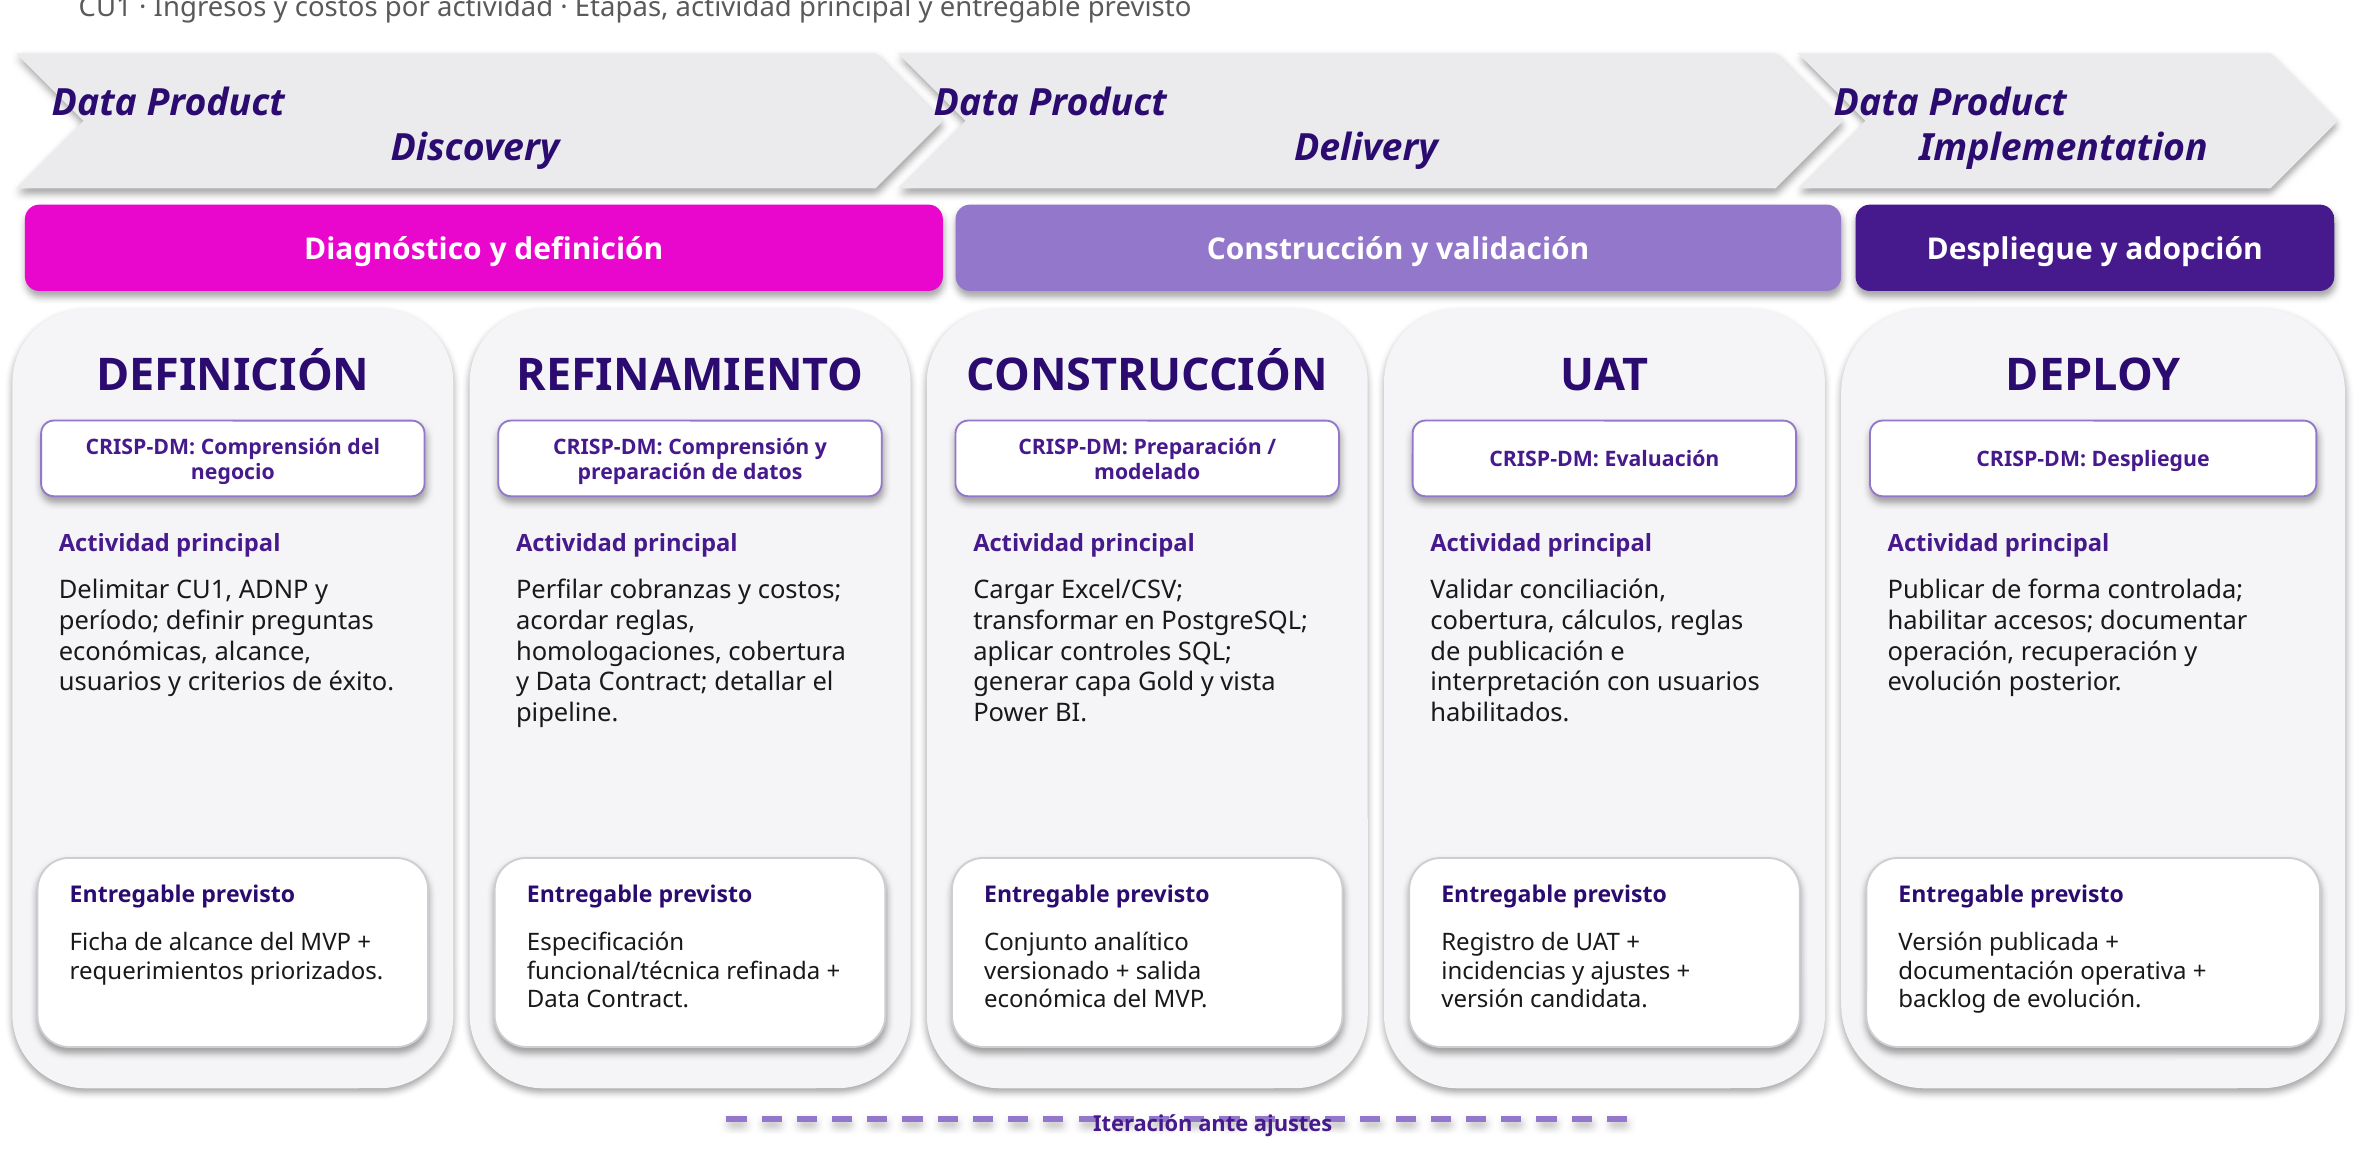 CU1 · Ingresos y costos por actividad · Etapas, actividad principal y entregable previsto
Data Product
Discovery
Data Product
Delivery
Data Product
Implementation
Diagnóstico y definición
Construcción y validación
Despliegue y adopción
DEFINICIÓN
CRISP-DM: Comprensión del
negocio
Actividad principal
Delimitar CU1, ADNP y
período; definir preguntas
económicas, alcance,
usuarios y criterios de éxito.
Entregable previsto
Ficha de alcance del MVP +
requerimientos priorizados.
REFINAMIENTO
CRISP-DM: Comprensión y
preparación de datos
Actividad principal
Perfilar cobranzas y costos;
acordar reglas,
homologaciones, cobertura
y Data Contract; detallar el
pipeline.
Entregable previsto
Especificación
funcional/técnica refinada +
Data Contract.
CONSTRUCCIÓN
CRISP-DM: Preparación /
modelado
Actividad principal
Cargar Excel/CSV;
transformar en PostgreSQL;
aplicar controles SQL;
generar capa Gold y vista
Power BI.
Entregable previsto
Conjunto analítico
versionado + salida
económica del MVP.
UAT
CRISP-DM: Evaluación
Actividad principal
Validar conciliación,
cobertura, cálculos, reglas
de publicación e
interpretación con usuarios
habilitados.
Entregable previsto
Registro de UAT +
incidencias y ajustes +
versión candidata.
DEPLOY
CRISP-DM: Despliegue
Actividad principal
Publicar de forma controlada;
habilitar accesos; documentar
operación, recuperación y
evolución posterior.
Entregable previsto
Versión publicada +
documentación operativa +
backlog de evolución.
Iteración ante ajustes